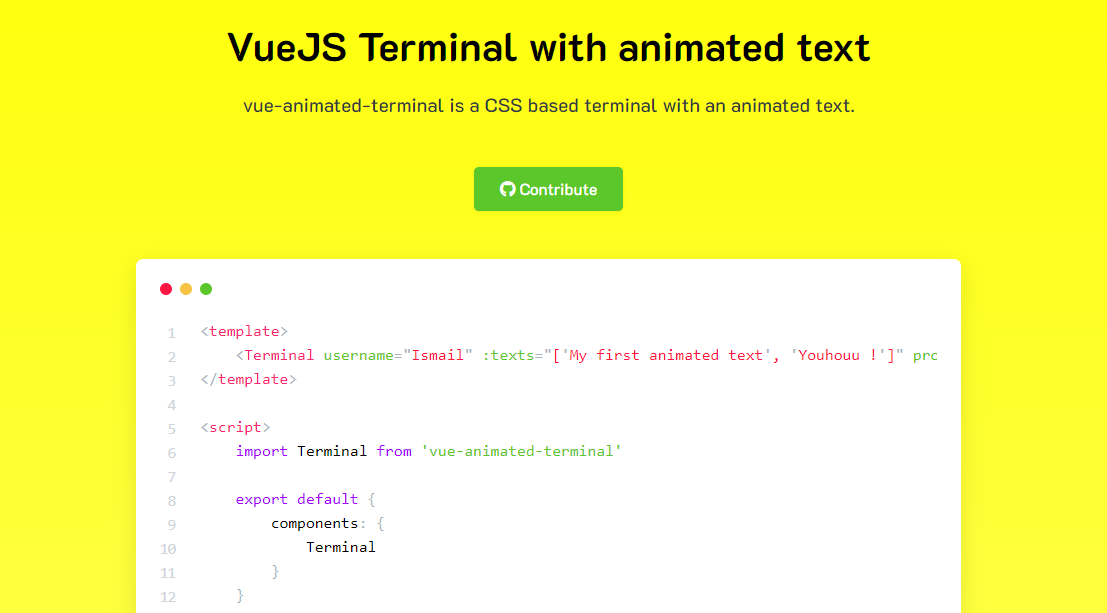 VueJS Terminal with animated text
vue-animated-terminal is a CSS based terminal with an animated text.
Contribute
1 <template>
2     <Terminal username="Ismail" :texts="['My first animated text', 'Youhouu !']" pro
3 </template>
4
5 <script>
6     import Terminal from 'vue-animated-terminal'
7
8     export default {
9         components: {
10             Terminal
11         }
12     }